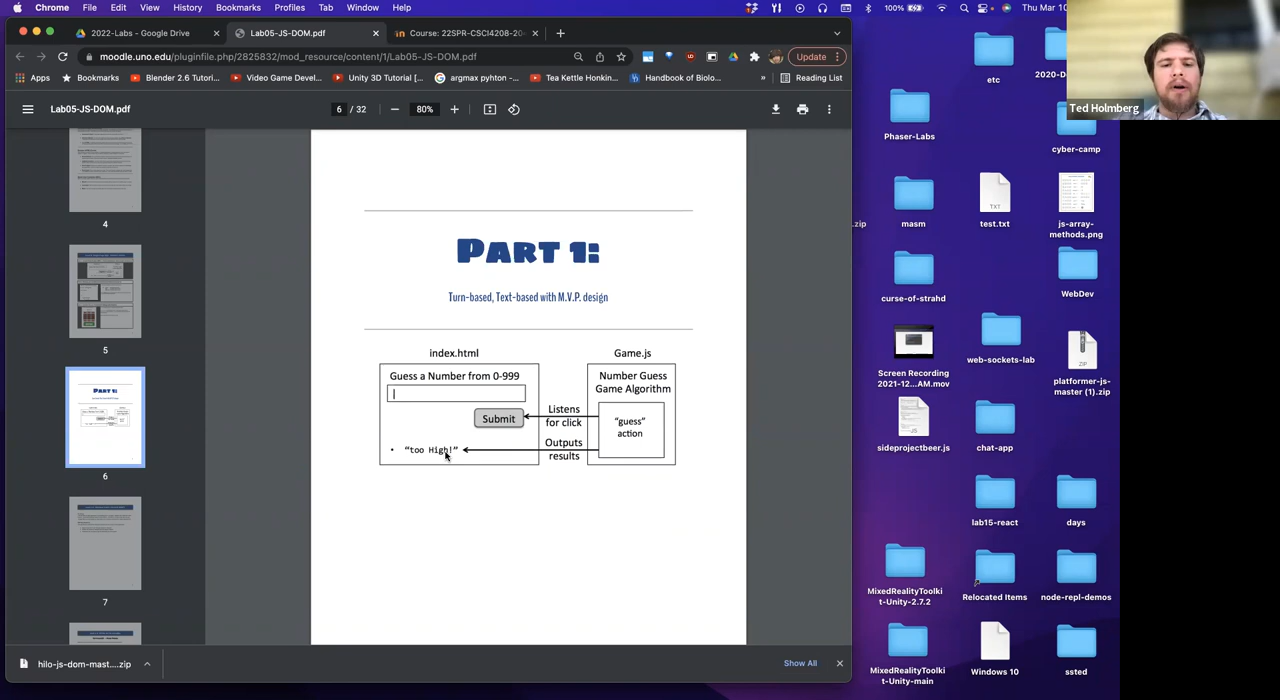 Chrome File Edit View History Bookmarks Profiles Tab Window Help
100%
Thu Mar 10
2022-Labs - Google Drive
Lab05-JS-DOM.pdf
Course: 22SPR-CSCI4208-20
moodle.uno.edu/pluginfile.php/2825832/mod_resource/content/1/Lab05-JS-DOM.pdf
Update
Apps
Bookmarks
Blender 2.6 Tutori...
Video Game Devel...
Unity 3D Tutorial [...
argmax pyhton -...
Tea Kettle Honkin...
Handbook of Biolo...
»
Reading List
Lab05-JS-DOM.pdf
6 / 32
80%
4
5
6
7
PART 1:
Turn-based, Text-based with M.V.P. design
index.html
Game.js
Guess a Number from 0-999
Submit
• "too High!"
Listens
for click
Outputs
results
Number Guess
Game Algorithm
"guess"
action
hilo-js-dom-mast....zip
Show All
Ted Holmberg
etc
2020-D
Phaser-Labs
cyber-camp
.zip
masm
TXT
test.txt
js-array-
methods.png
curse-of-strahd
WebDev
Screen Recording
2021-12...AM.mov
web-sockets-lab
ZIP
platformer-js-
master (1).zip
sideprojectbeer.js
chat-app
lab15-react
days
MixedRealityToolki
t-Unity-2.7.2
Relocated Items
node-repl-demos
MixedRealityToolki
t-Unity-main
Windows 10
ssted